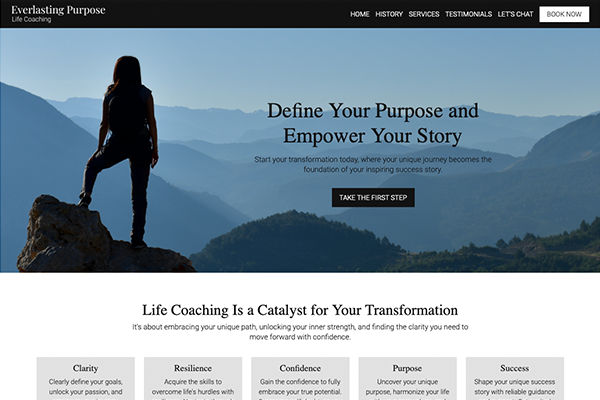 Everlasting Purpose
Life Coaching
HOME HISTORY SERVICES TESTIMONIALS LET'S CHAT BOOK NOW
Define Your Purpose and
Empower Your Story
Start your transformation today, where your unique journey becomes the
foundation of your inspiring success story.
TAKE THE FIRST STEP
Life Coaching Is a Catalyst for Your Transformation
It's about embracing your unique path, unlocking your inner strength, and finding the clarity you need to
move forward with confidence.
Clarity
Clearly define your goals,
unlock your passion, and
Resilience
Acquire the skills to
overcome life's hurdles with
Confidence
Gain the confidence to fully
embrace your true potential.
Purpose
Uncover your unique
purpose, harmonize your life
Success
Shape your unique success
story with reliable guidance